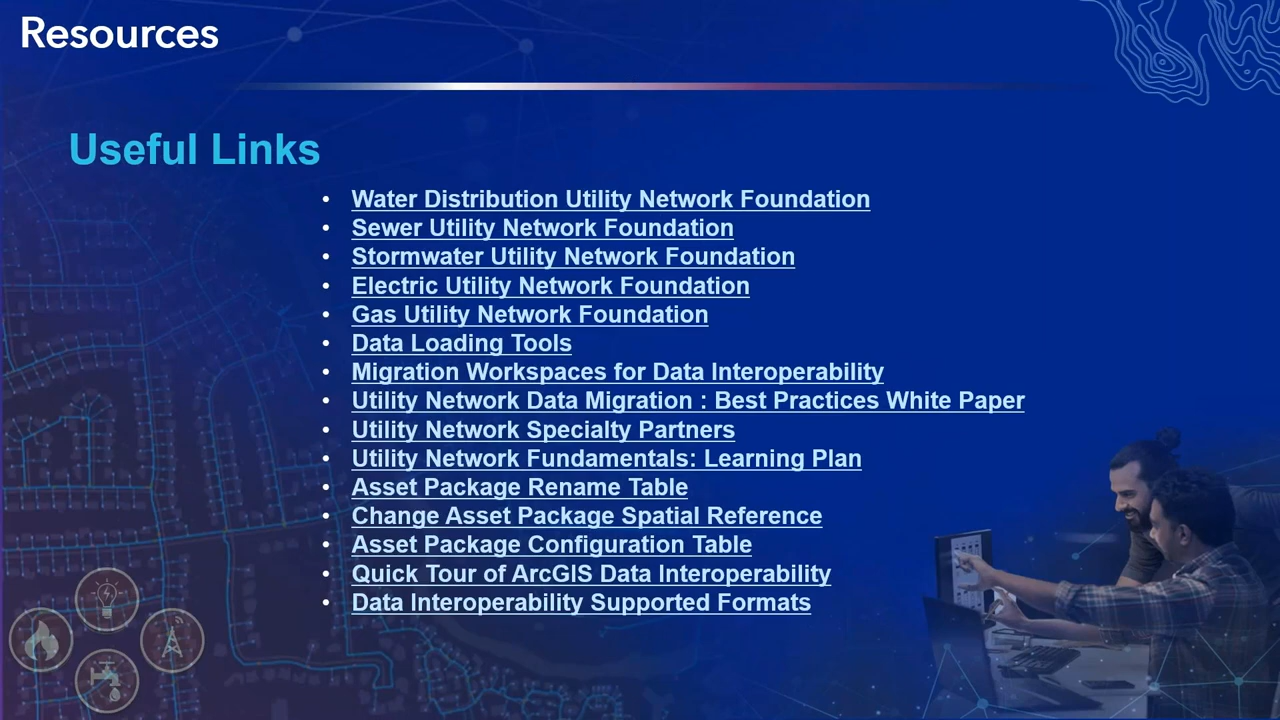 Resources
Useful Links
• Water Distribution Utility Network Foundation
• Sewer Utility Network Foundation
• Stormwater Utility Network Foundation
• Electric Utility Network Foundation
• Gas Utility Network Foundation
• Data Loading Tools
• Migration Workspaces for Data Interoperability
• Utility Network Data Migration : Best Practices White Paper
• Utility Network Specialty Partners
• Utility Network Fundamentals: Learning Plan
• Asset Package Rename Table
• Change Asset Package Spatial Reference
• Asset Package Configuration Table
• Quick Tour of ArcGIS Data Interoperability
• Data Interoperability Supported Formats